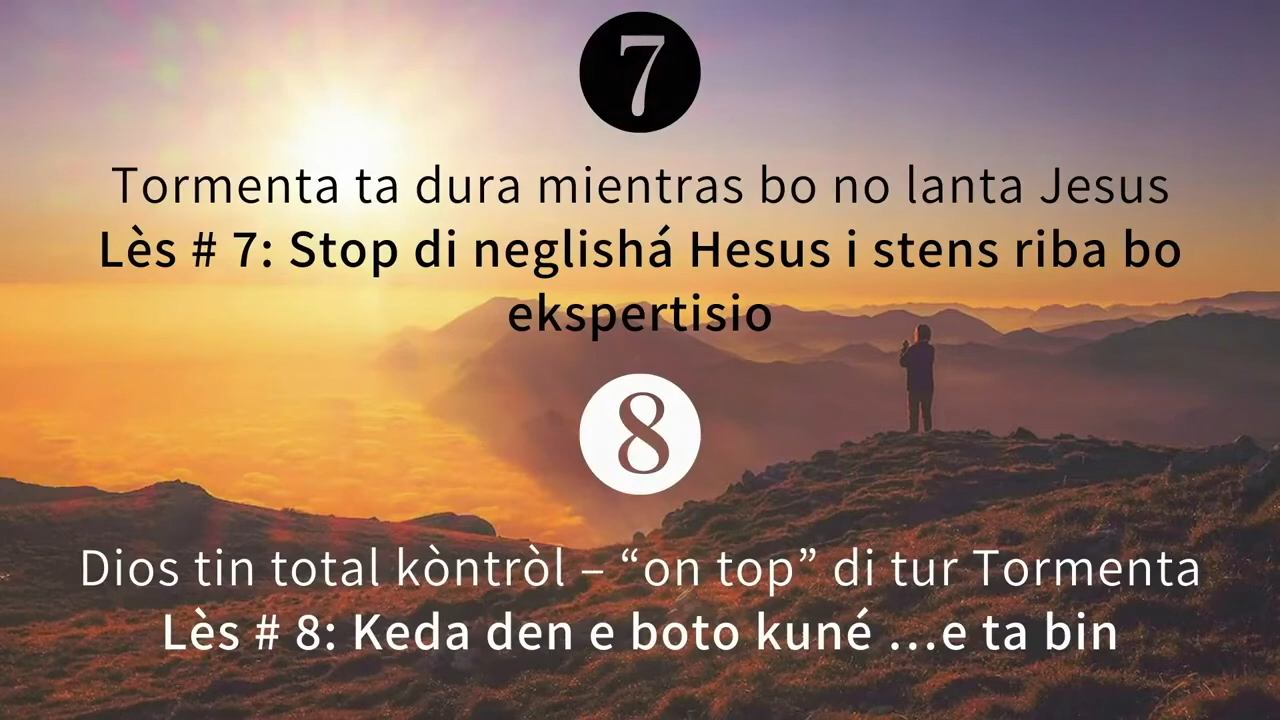 7
Tormenta ta dura mientras bo no lanta Jesus
Lès # 7: Stop di neglishá Hesus i stens riba bo
ekspertisio
8
Dios tin total kòntròl – “on top” di tur Tormenta
Lès # 8: Keda den e boto kuné ...e ta bin